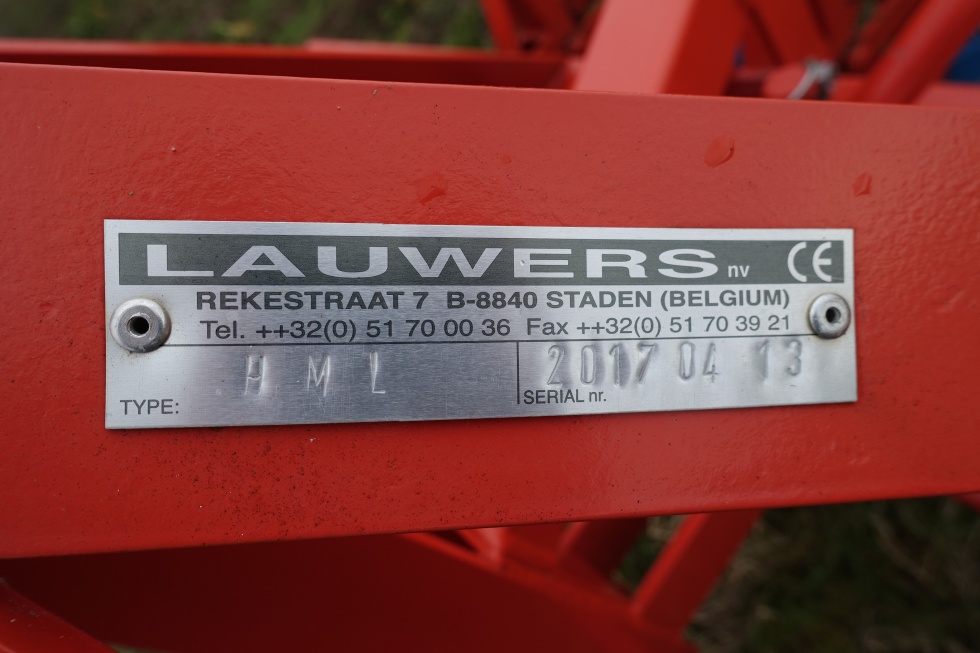 LAUWERS nv CE
REKESTRAAT 7 B-8840 STADEN (BELGIUM)
Tel. ++32(0) 51 70 00 36 Fax ++32(0) 51 70 39 21
TYPE: HML SERIAL nr. 2017 04 13